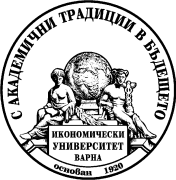 С АКАДЕМИЧНИ ТРАДИЦИИ В БЪДЕЩЕТО
ИКОНОМИЧЕСКИ
УНИВЕРСИТЕТ
ВАРНА
основан 1920